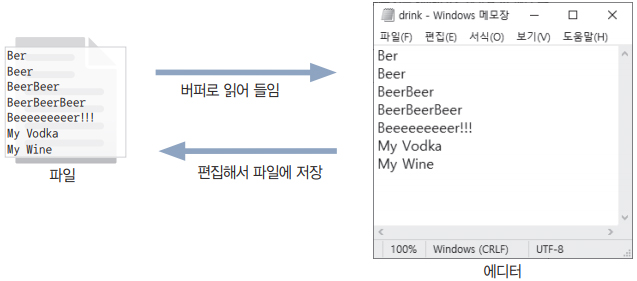 Ber
Beer
BeerBeer
BeerBeerBeer
Beeeeeeeeer!!!
My Vodka
My Wine
파일
버퍼로 읽어 들임
편집해서 파일에 저장
drink - Windows 메모장
파일(F) 편집(E) 서식(O) 보기(V) 도움말(H)
Ber
Beer
BeerBeer
BeerBeerBeer
Beeeeeeeeer!!!
My Vodka
My Wine
100% Windows (CRLF) UTF-8
에디터